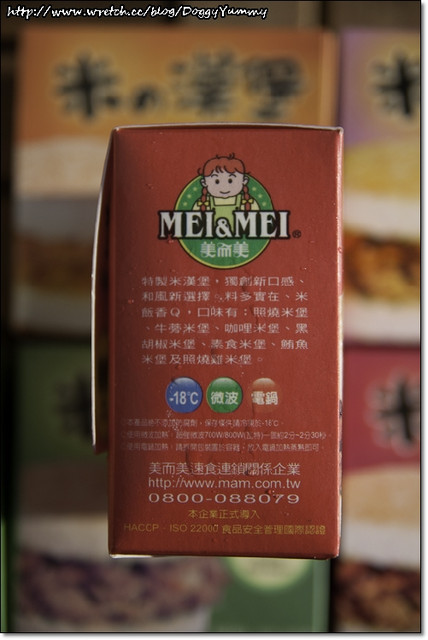 http://www.wretch.cc/blog/DoggyYummy
米の漢堡
米
MEI&MEI®
美而美
特製米漢堡，獨創新口感、
和風新選擇。料多實在、米
飯香Q，口味有：照燒米堡
、牛蒡米堡、咖哩米堡、黑
胡椒米堡、素食米堡、鮪魚
米堡及照燒雞米堡。
-18℃ 微波 電鍋
美而美速食連鎖關係企業
http://www.mam.com.tw
0800-088079
本企業正式導入
HACCP、ISO 22000 食品安全管理國際認證